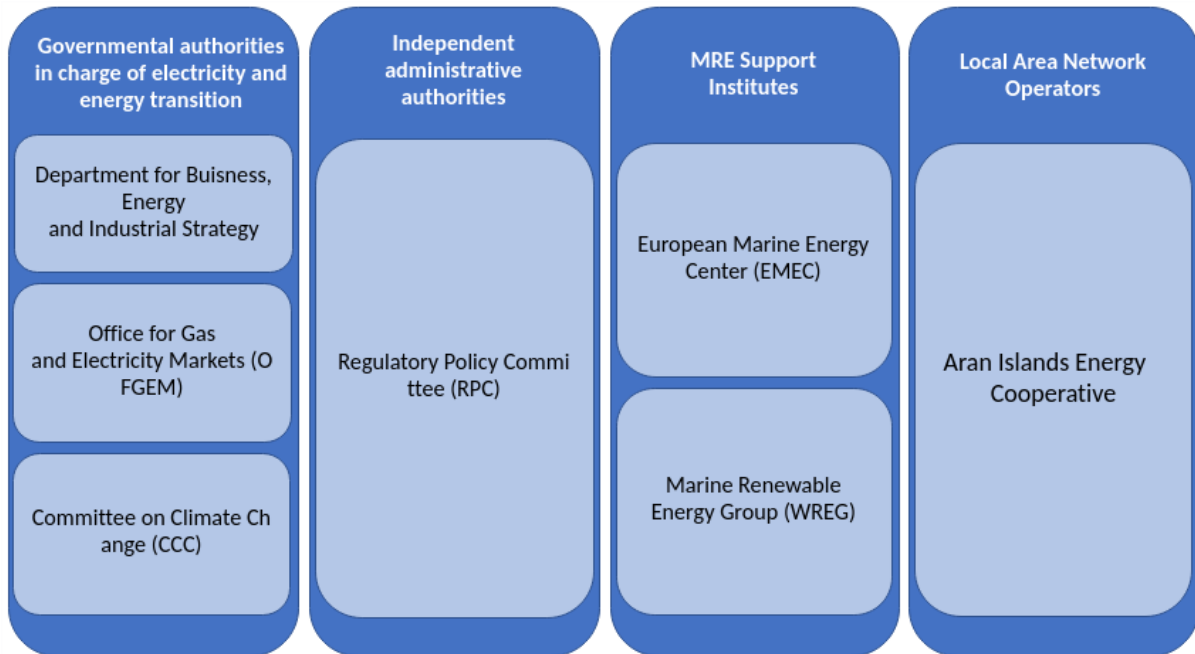 Governmental authorities
in charge of electricity and
energy transition
Department for Buisness,
Energy
and Industrial Strategy
Office for Gas
and Electricity Markets (O
FGEM)
Committee on Climate Ch
ange (CCC)
Independent
administrative
authorities
Regulatory Policy Commi
ttee (RPC)
MRE Support
Institutes
European Marine Energy
Center (EMEC)
Marine Renewable
Energy Group (WREG)
Local Area Network
Operators
Aran Islands Energy
Cooperative